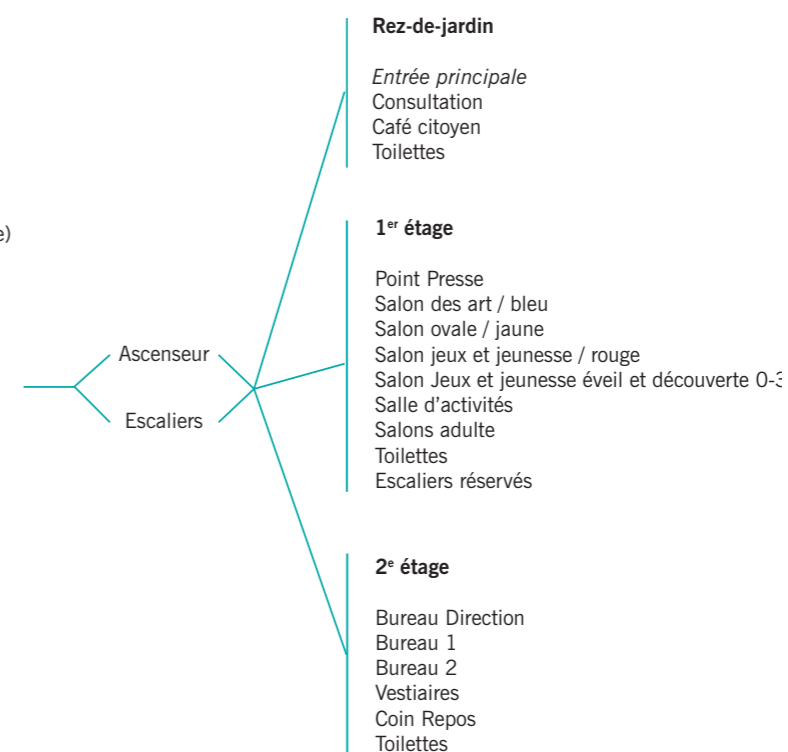 e)
Ascenseur
Escaliers
Rez-de-jardin
Entrée principale
Consultation
Café citoyen
Toilettes
1er étage
Point Presse
Salon des art / bleu
Salon ovale / jaune
Salon jeux et jeunesse / rouge
Salon Jeux et jeunesse éveil et découverte 0-3
Salle d’activités
Salons adulte
Toilettes
Escaliers réservés
2e étage
Bureau Direction
Bureau 1
Bureau 2
Vestiaires
Coin Repos
Toilettes